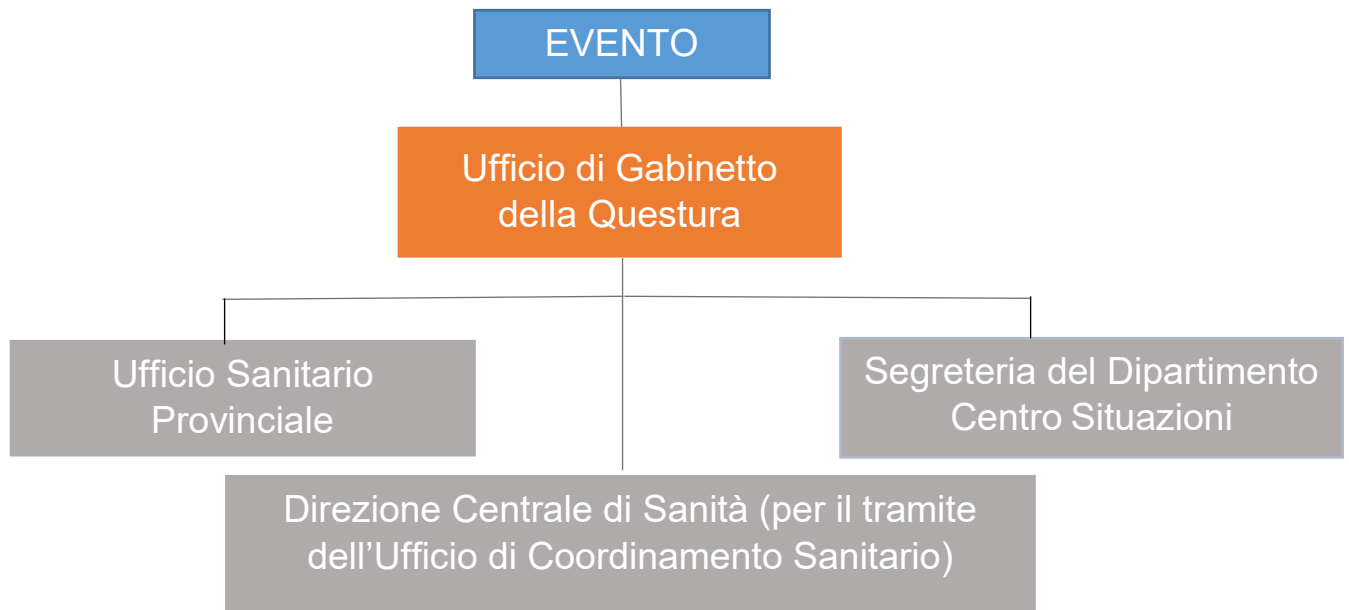 EVENTO
Ufficio di Gabinetto
della Questura
Ufficio Sanitario
Provinciale
Segreteria del Dipartimento
Centro Situazioni
Direzione Centrale di Sanità (per il tramite
dell’Ufficio di Coordinamento Sanitario)